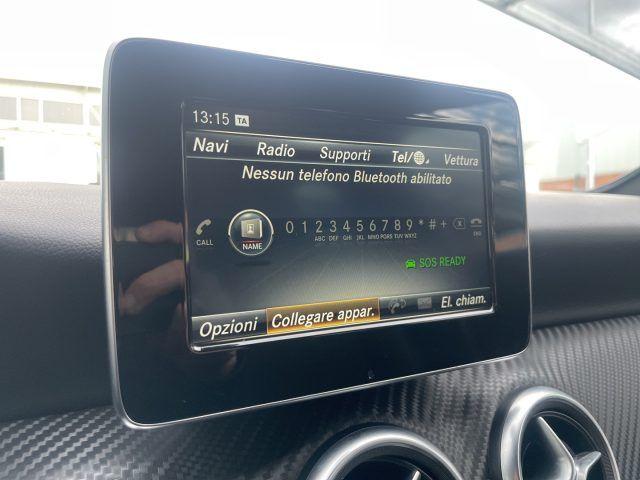 13:15 TA
Navi Radio Supporti Tel/ Vettura
Nessun telefono Bluetooth abilitato
CALL NAME 0 1 2 3 4 5 6 7 8 9 * # + X END
ABC DEF GHI JKL MNO PQRS TUV WXYZ
SOS READY
Opzioni Collegare appar. El. chiam.